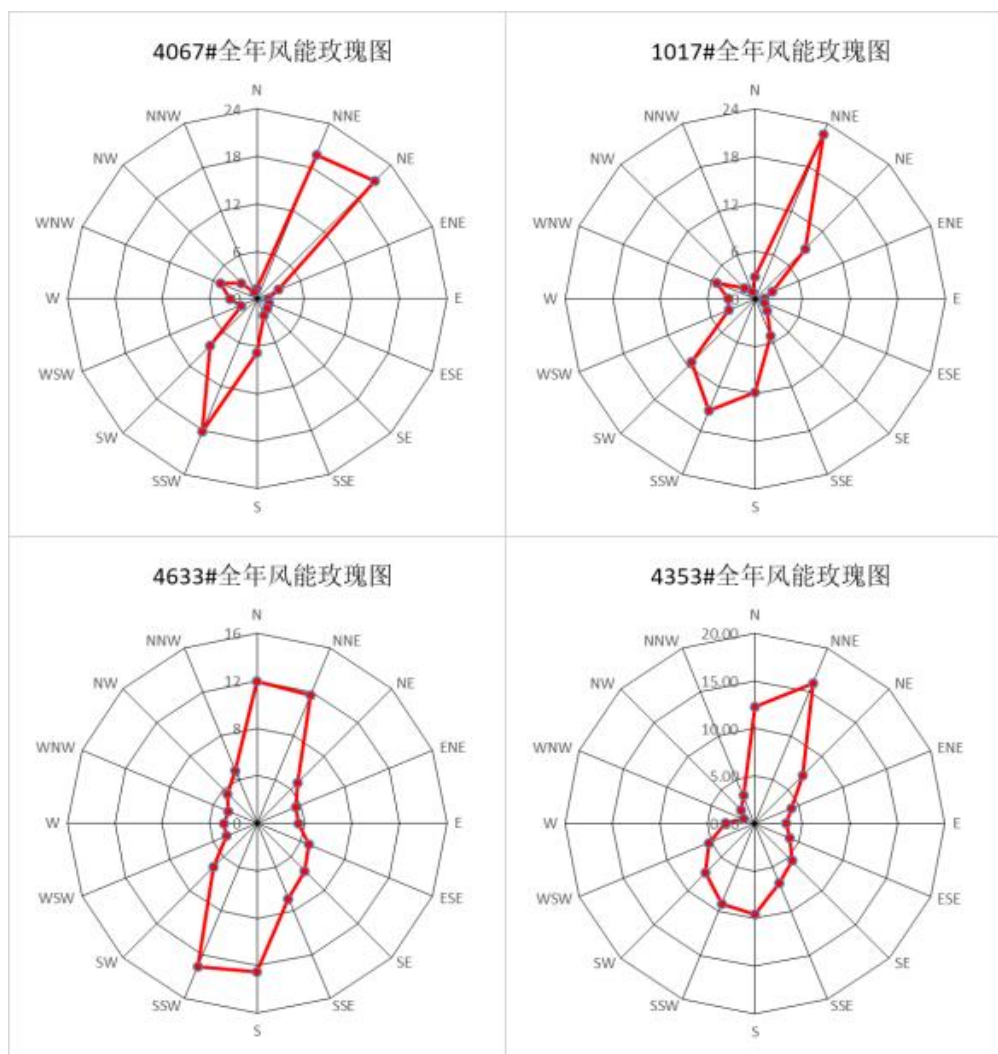 4067#全年风能玫瑰图
N
24
NNW
NNE
18
NW
NE
12
WNW
ENE
6
W
0
E
WSW
ESE
SW
SE
SSW
SSE
S
1017#全年风能玫瑰图
N
24
NNW
NNE
18
NW
NE
12
WNW
ENE
6
W
0
E
WSW
ESE
SW
SE
SSW
SSE
S
4633#全年风能玫瑰图
N
16
NNW
NNE
12
NW
NE
8
WNW
ENE
W
0
E
WSW
ESE
SW
SE
SSW
SSE
S
4353#全年风能玫瑰图
N
20.00
NNW
NNE
15.00
NW
NE
10.00
WNW
ENE
5.00
W
0.00
E
WSW
ESE
SW
SE
SSW
SSE
S